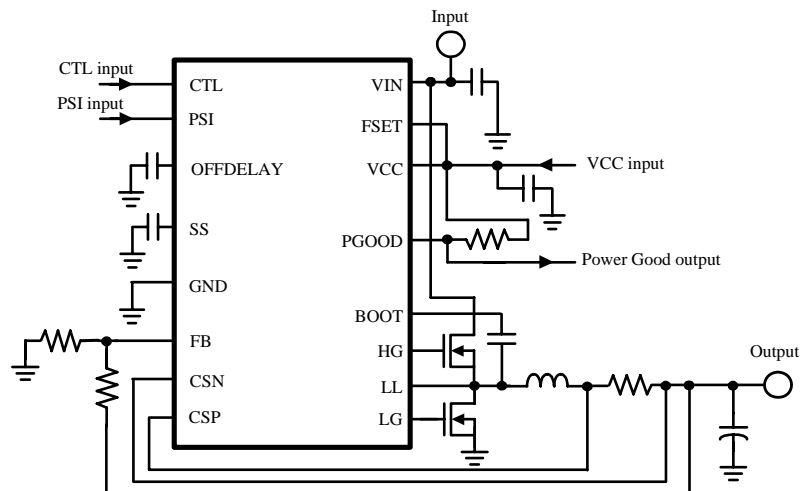 Input
CTL input
CTL
VIN
PSI input
PSI
FSET
OFFDELAY
VCC
VCC input
SS
PGOOD
Power Good output
GND
BOOT
FB
HG
Output
CSN
LL
CSP
LG